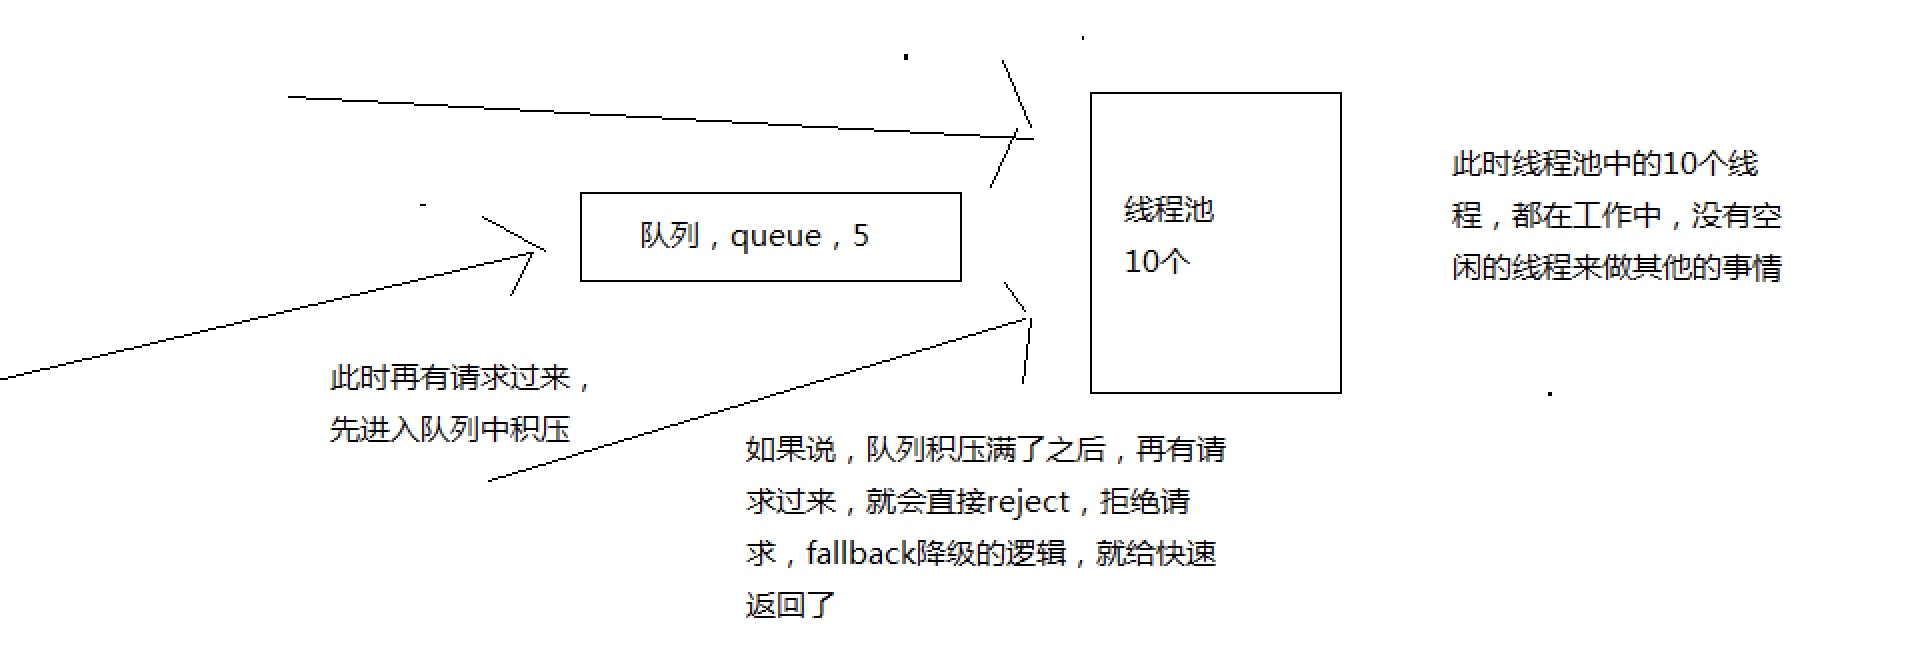 此时线程池中的10个线
程，都在工作中，没有空
闲的线程来做其他的事情
线程池
10个
队列，queue，5
此时再有请求过来，
先进入队列中积压
如果说，队列积压满了之后，再有请
求过来，就会直接reject，拒绝请
求，fallback降级的逻辑，就给快速
返回了